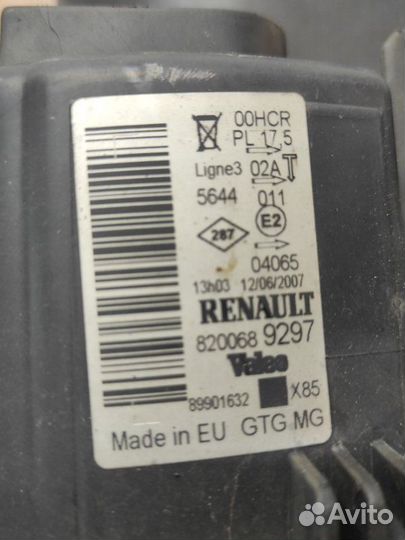 00HCR
PL 17,5
Ligne3 02A
5644 011
287 E2
04065
13h03 12/06/2007
RENAULT
820068 9297
Valeo
89901632 X85
Made in EU GTG MG
Avito